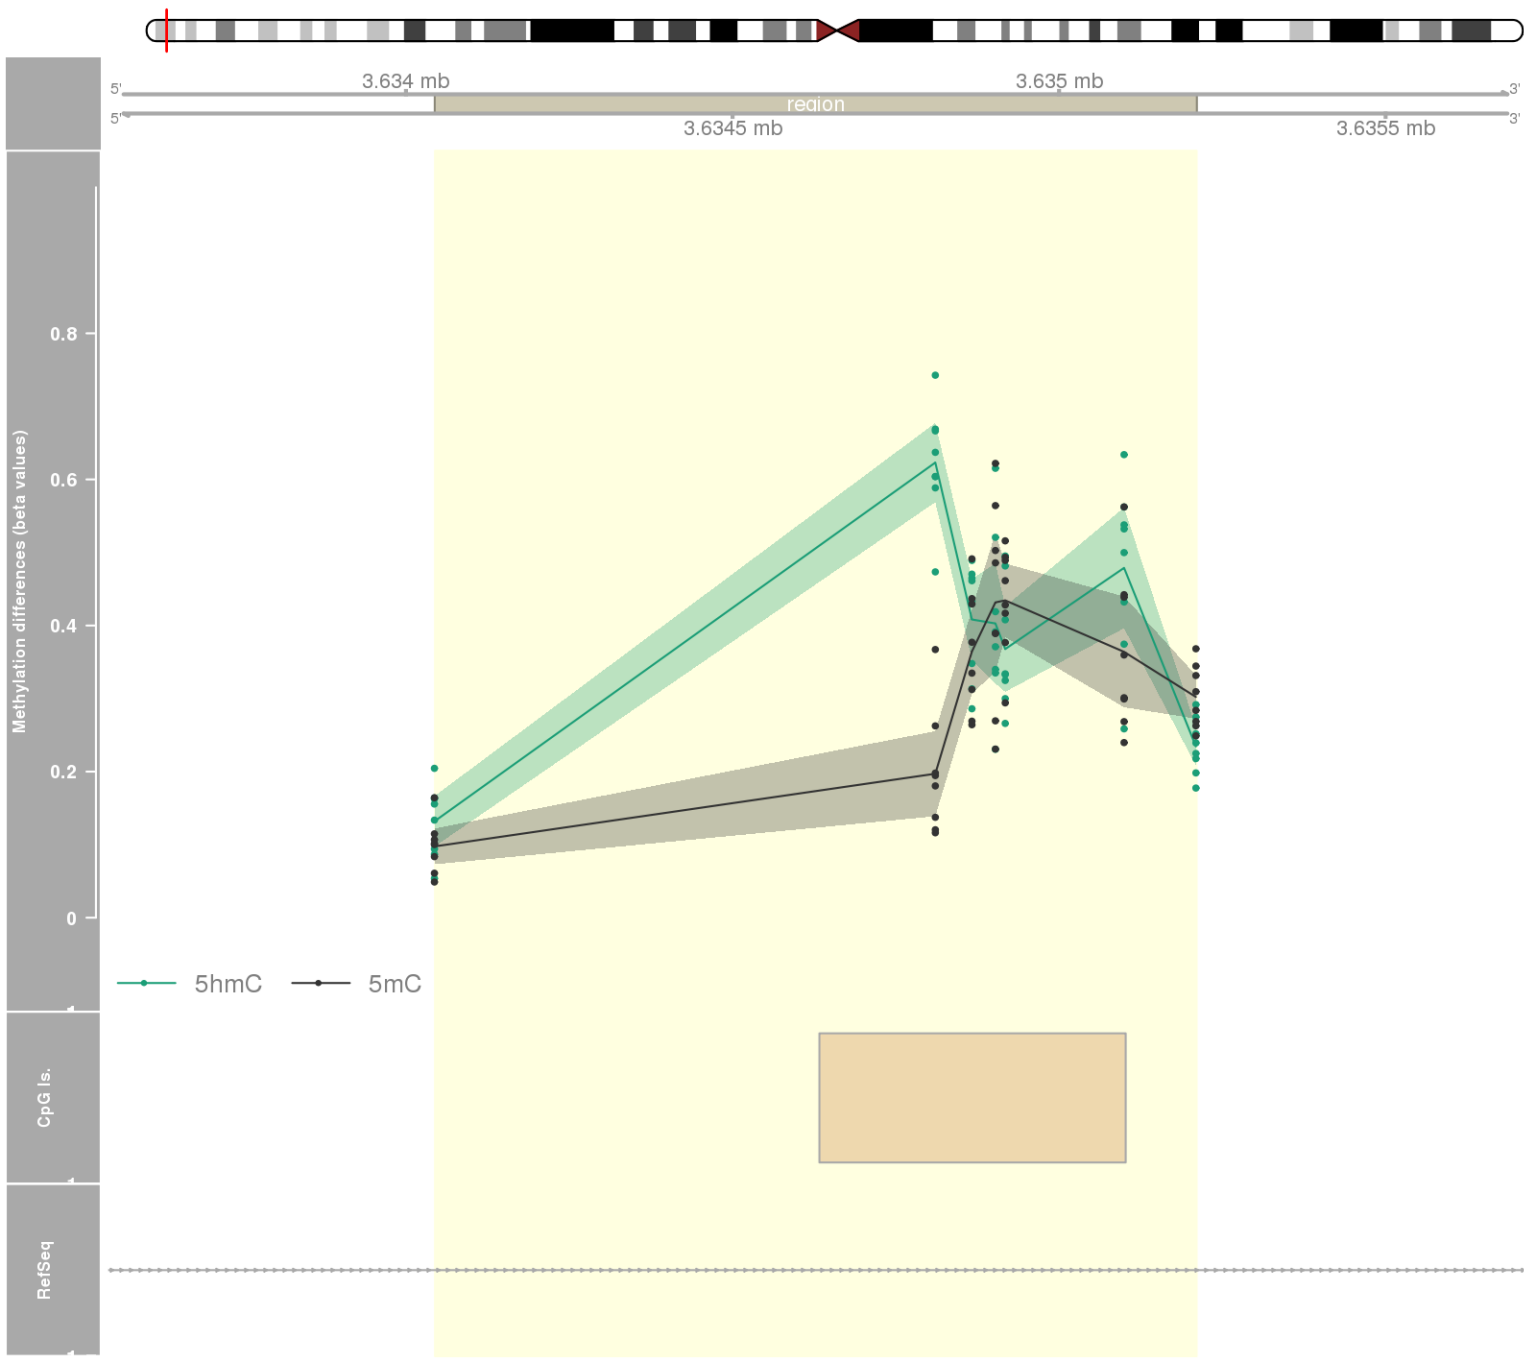 3.634 mb
3.635 mb
5'
3'
region
5'
3'
3.6345 mb
3.6355 mb
Methylation differences (beta values)
0.8
0.6
0.4
0.2
0
5hmC
5mC
CpG Is.
RefSeq